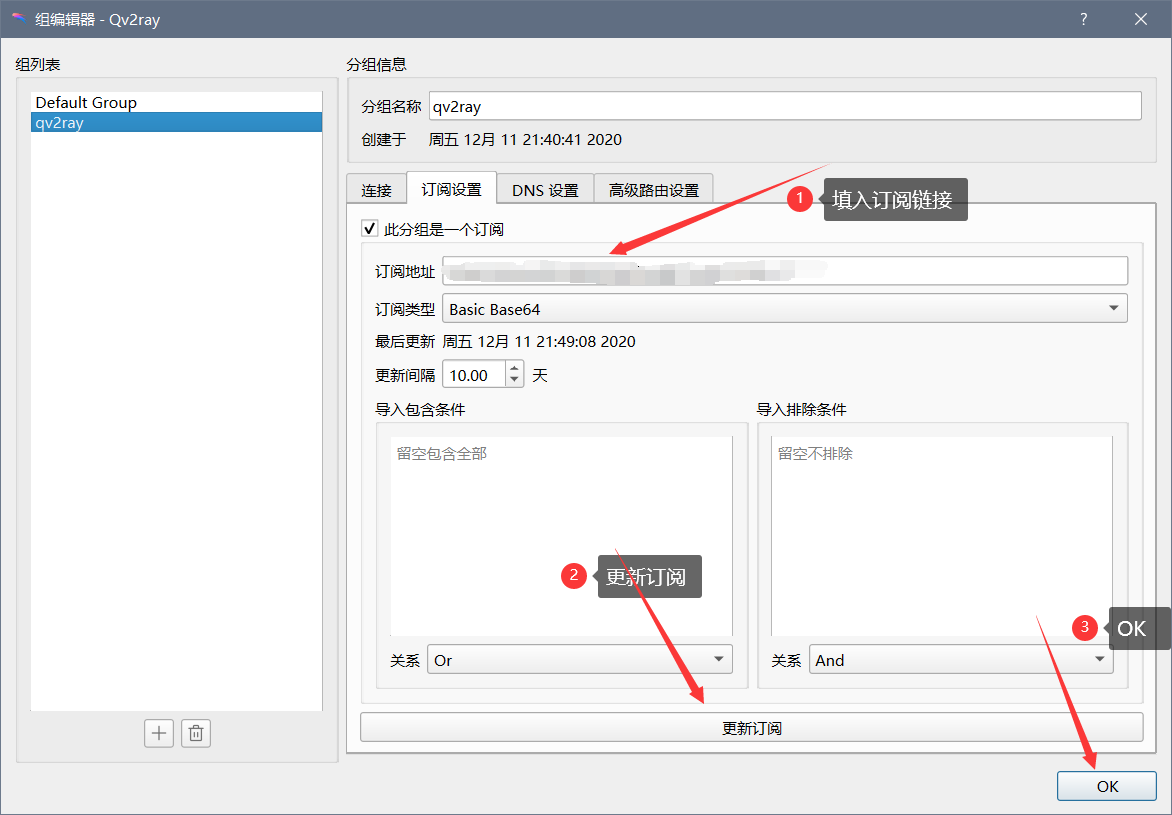 组编辑器 - Qv2ray
组列表
Default Group
qv2ray
分组信息
分组名称 qv2ray
创建于 周五 12月 11 21:40:41 2020
连接 订阅设置 DNS 设置 高级路由设置
1 填入订阅链接
此分组是一个订阅
订阅地址
订阅类型 Basic Base64
最后更新 周五 12月 11 21:49:08 2020
更新间隔 10.00 天
导入包含条件
留空包含全部
2 更新订阅
关系 Or
导入排除条件
留空不排除
3 OK
关系 And
更新订阅
OK